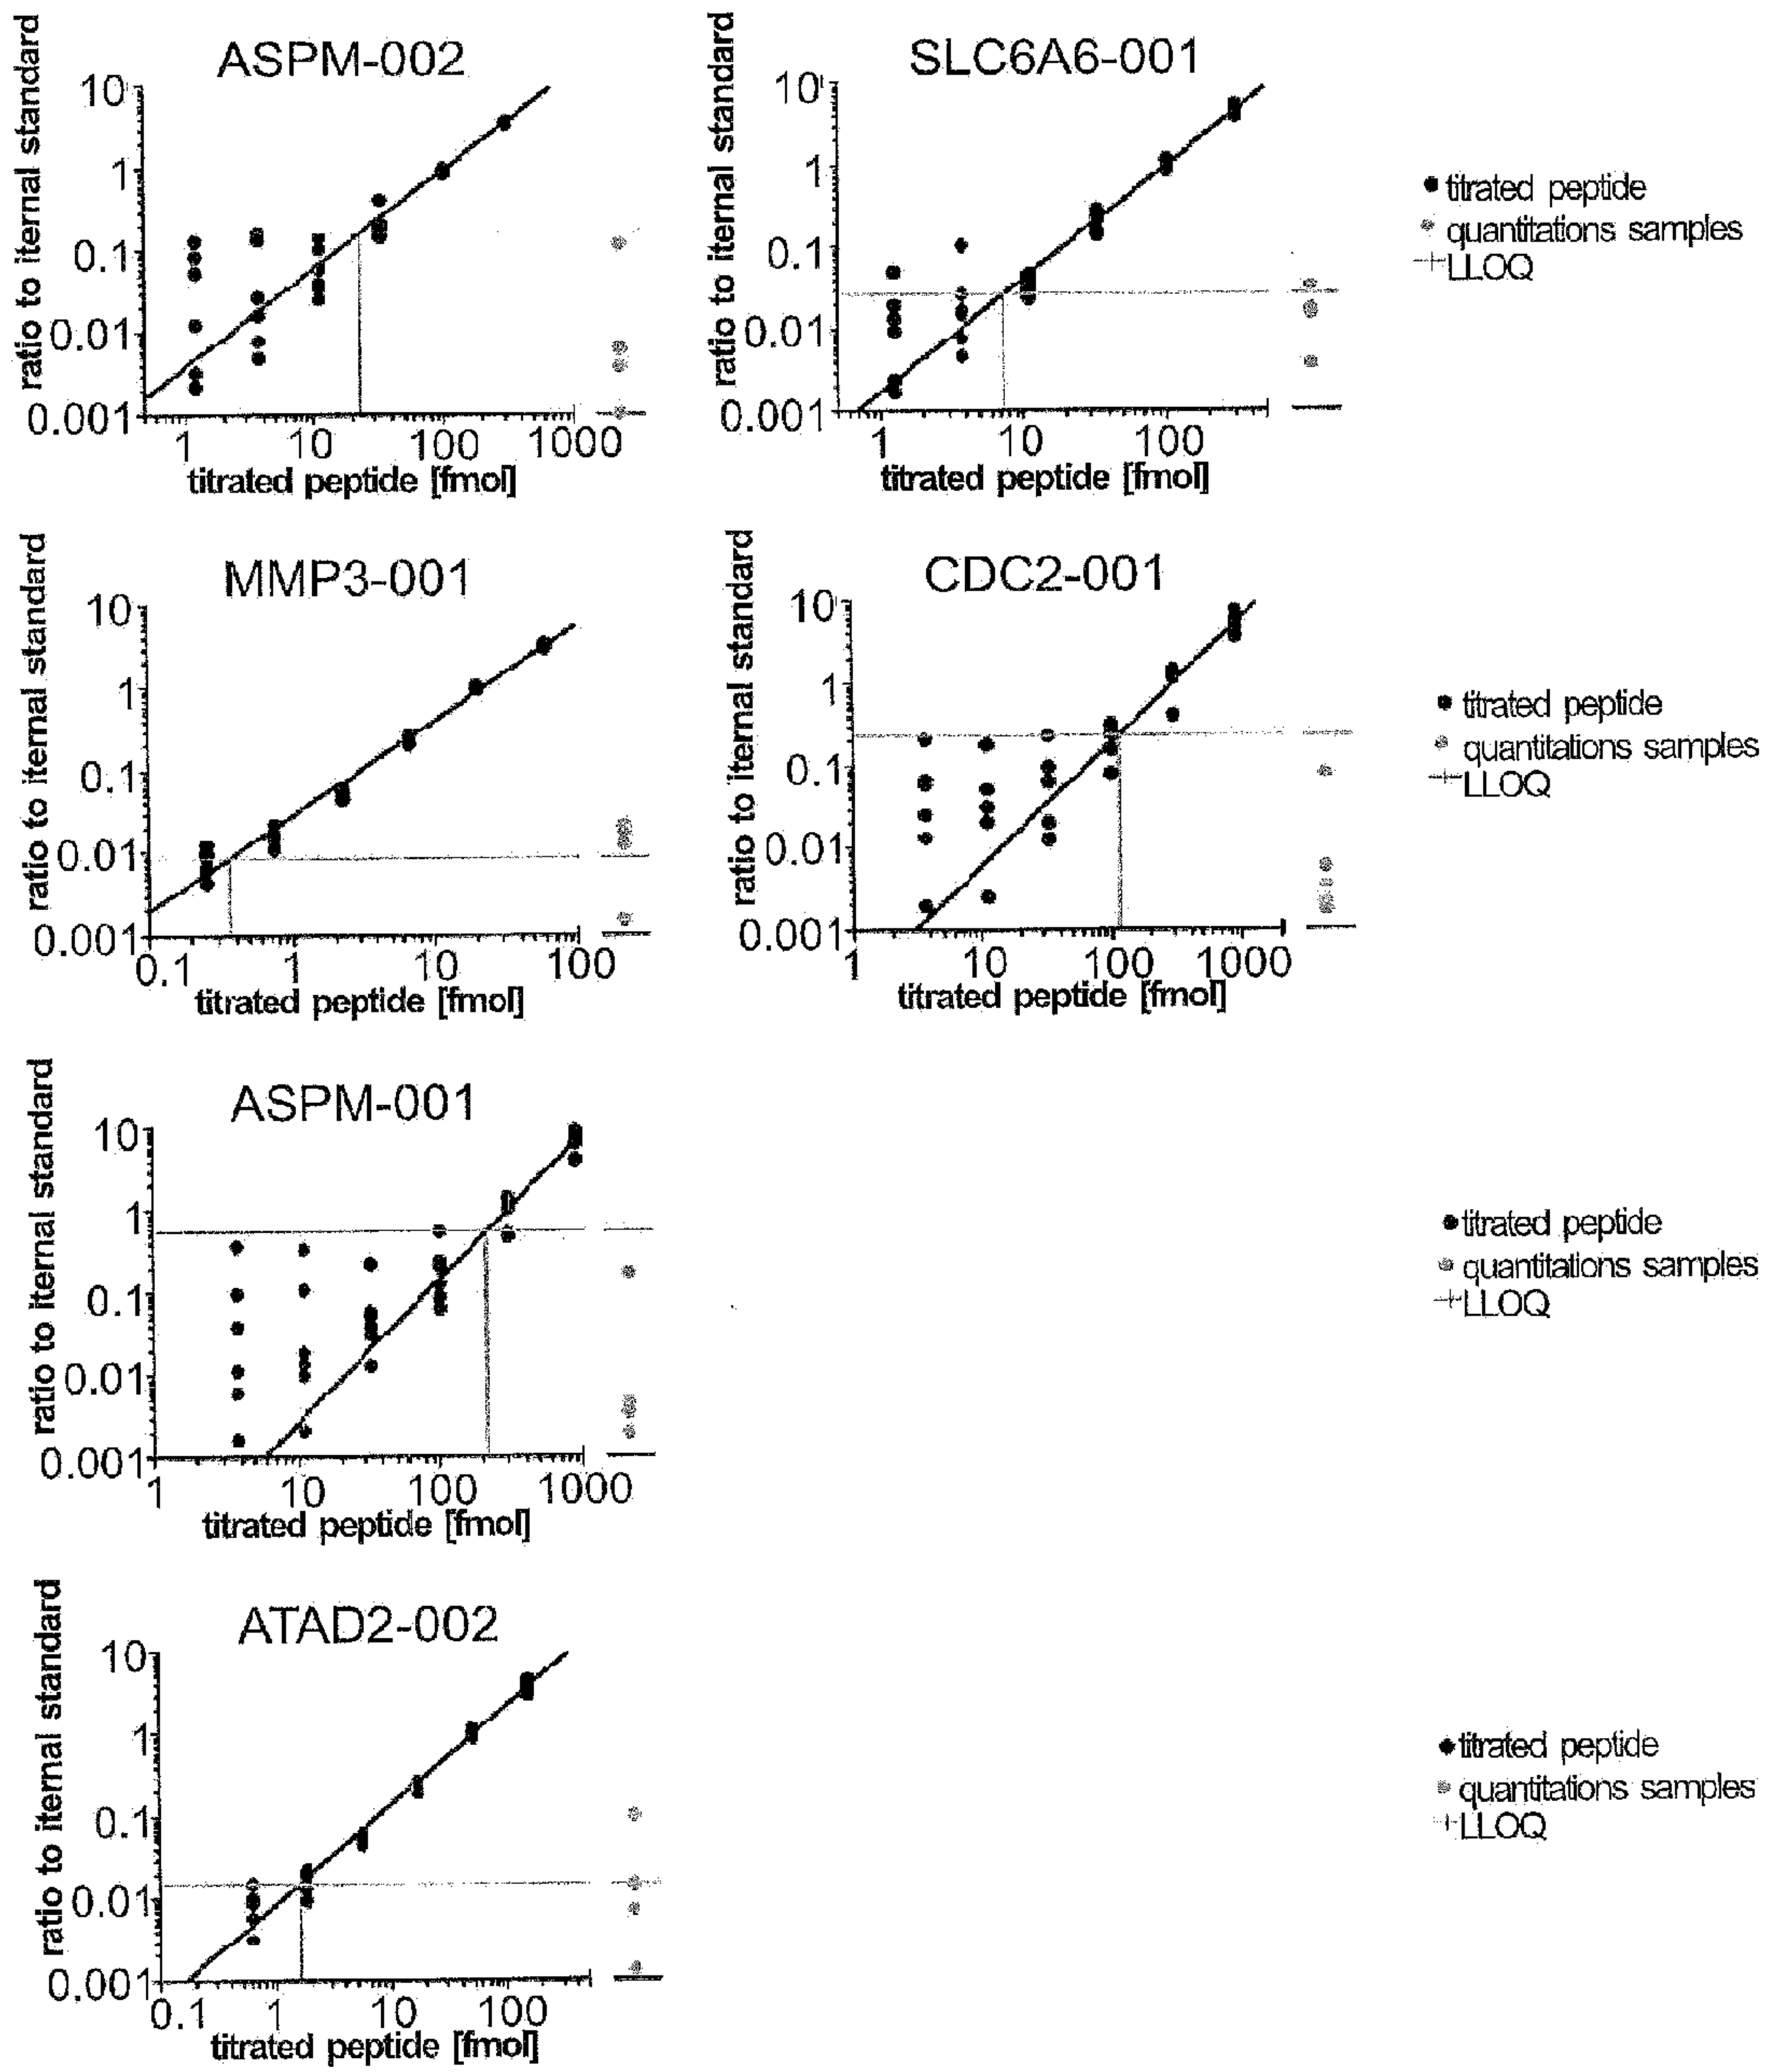 ASPM-002
ratio to iternal standard
10
1
0.1
0.01
0.001
1 10 100 1000
titrated peptide [fmol]
SLC6A6-001
ratio to iternal standard
10
1
0.1
0.01
0.001
1 10 100
titrated peptide [fmol]
titrated peptide
quantitations samples
LLOQ
MMP3-001
ratio to iternal standard
10
1
0.1
0.01
0.001
0.1 1 10 100
titrated peptide [fmol]
CDC2-001
ratio to iternal standard
10
1
0.1
0.01
0.001
1 10 100 1000
titrated peptide [fmol]
titrated peptide
quantitations samples
LLOQ
ASPM-001
ratio to iternal standard
10
1
0.1
0.01
0.001
1 10 100 1000
titrated peptide [fmol]
titrated peptide
quantitations samples
LLOQ
ATAD2-002
ratio to iternal standard
10
1
0.1
0.01
0.001
0.1 1 10 100
titrated peptide [fmol]
titrated peptide
quantitations samples
LLOQ